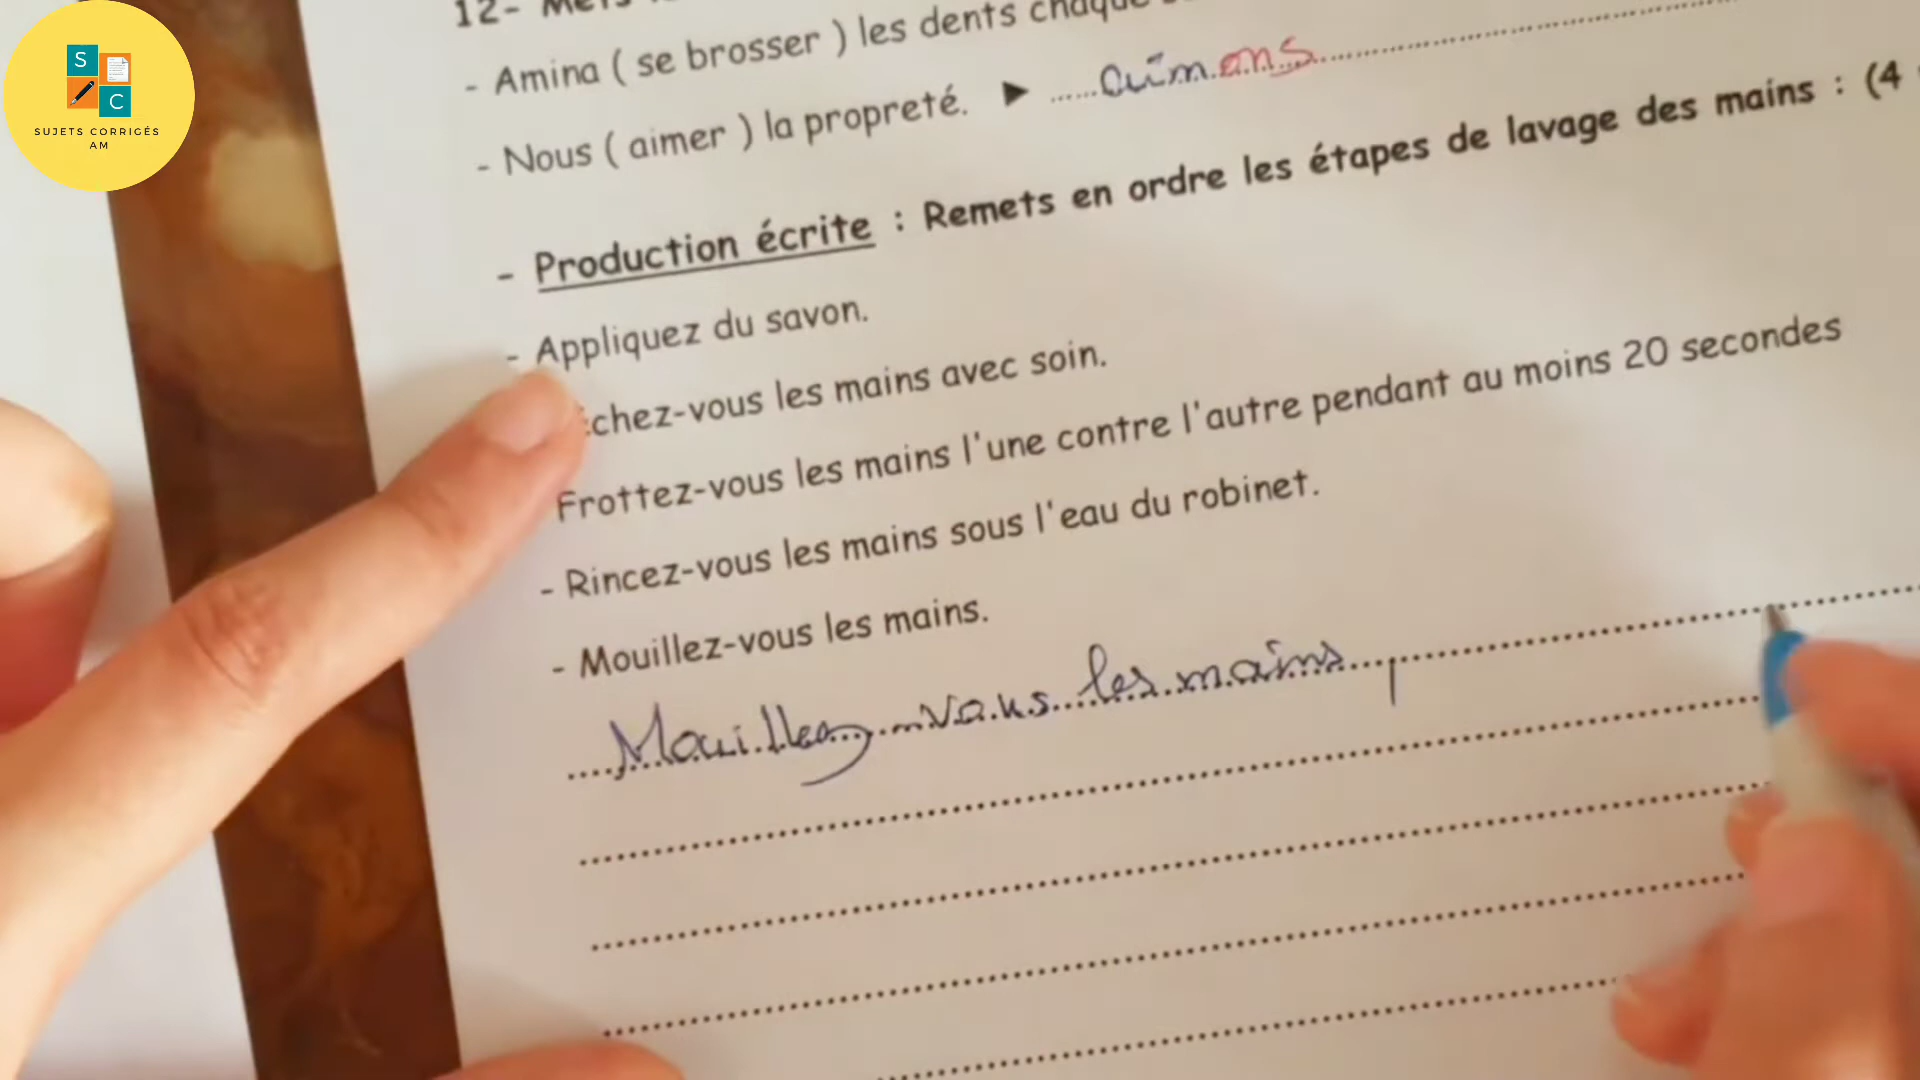 S
C
SUJETS CORRIGÉS
AM
12-
- Amina ( se brosser ) les dents chaque
- Nous ( aimer ) la propreté. ► ......aimons
- Production écrite : Remets en ordre les étapes de lavage des mains : (4
- Appliquez du savon.
chez-vous les mains avec soin.
Frottez-vous les mains l'une contre l'autre pendant au moins 20 secondes
- Rincez-vous les mains sous l'eau du robinet.
- Mouillez-vous les mains.
Mouillez-vous les mains,